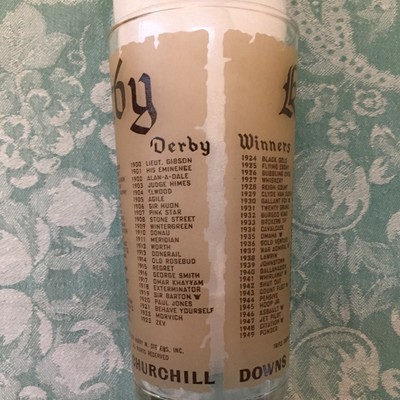 by
Derby
1900 LIEUT. GIBSON
1901 HIS EMINENCE
1902 ALAN-A-DALE
1903 JUDGE HIMES
1904 ELWOOD
1905 AGILE
1906 SIR HUON
1907 PINK STAR
1908 STONE STREET
1909 WINTERGREEN
1910 DONAU
1911 MERIDIAN
1912 WORTH
1913 DONERAIL
1914 OLD ROSEBUD
1915 REGRET
1916 GEORGE SMITH
1917 OMAR KHAYYAM
1918 EXTERMINATOR
1919 SIR BARTON
1920 PAUL JONES
1921 BEHAVE YOURSELF
1922 MORVICH
1923 ZEV
INC.
RESERVED
CHURCHILL
Winners
1924 BLACK GOLD
1925 FLYING EBONY
1926 BUBBLING OVER
1927 WHISKERY
1928 REIGH COUNT
1929 CLYDE VAN
1930 GALLANT FOX
1931 TWENTY GRAND
1932 BURGOO KING
1933 BROKERS TIP
1934 CAVALCADE
1935 OMAHA
1936 BOLD VENTURE
1937 WAR ADMIRAL
1938 LAWRIN
1939 JOHNSTOWN
1940 GALLAHADION
1941 WHIRLAWAY
1942 SHUT OUT
1943 COUNT FLEET
1944 PENSIVE
1945 HOOP JR.
1946 ASSAULT
1947 JET PILOT
1948 CITATION
1949 PONDER
DOWNS